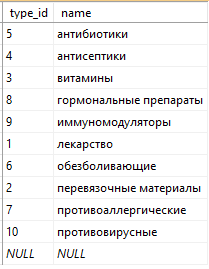 type_id name
5 антибиотики
4 антисептики
3 витамины
8 гормональные препараты
9 иммуномодуляторы
1 лекарство
6 обезболивающие
2 перевязочные материалы
7 противоаллергические
10 противовирусные
NULL NULL